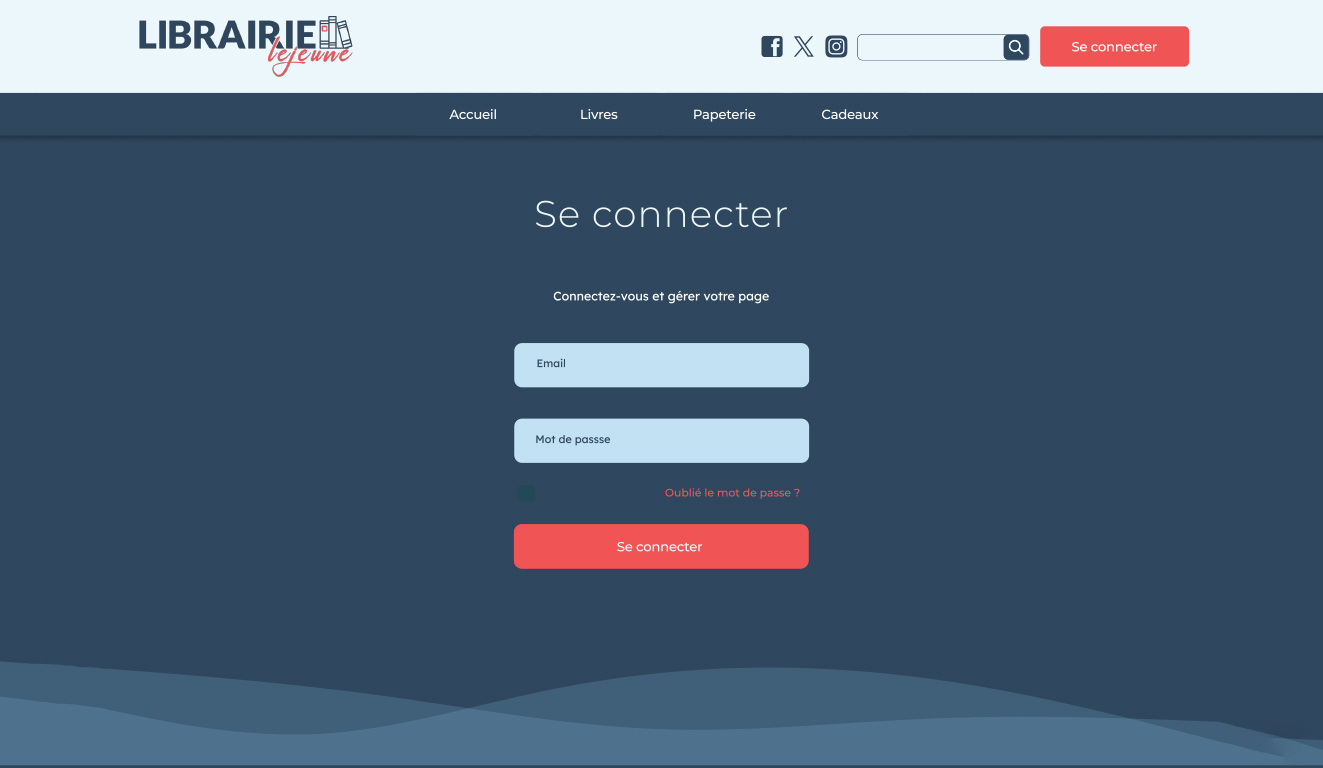 LIBRAIRIE
lejeune
Se connecter
Accueil
Livres
Papeterie
Cadeaux
Se connecter
Connectez-vous et gérer votre page
Email
Mot de passse
Oublié le mot de passe ?
Se connecter